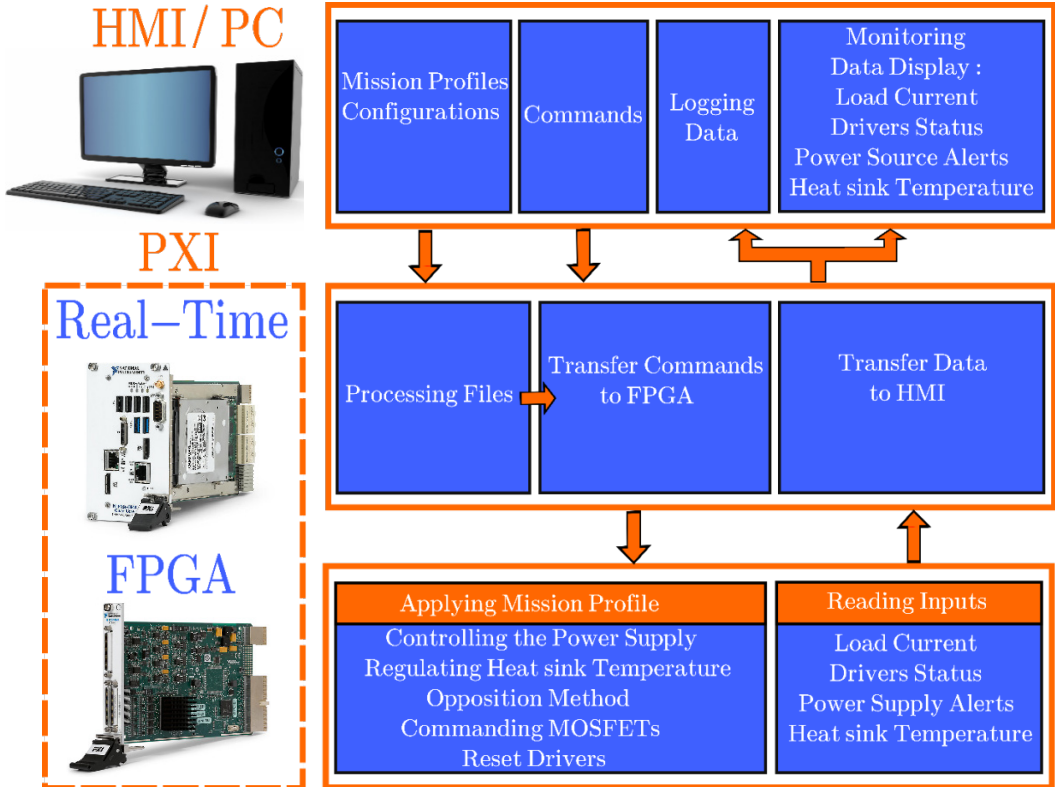 HMI/ PC
Mission Profiles
Configurations
Commands
Logging
Data
Monitoring
Data Display :
Load Current
Drivers Status
Power Source Alerts
Heat sink Temperature
PXI
Real-Time
Processing Files
Transfer Commands
to FPGA
Transfer Data
to HMI
FPGA
Applying Mission Profile
Controlling the Power Supply
Regulating Heat sink Temperature
Opposition Method
Commanding MOSFETs
Reset Drivers
Reading Inputs
Load Current
Drivers Status
Power Supply Alerts
Heat sink Temperature
PXI